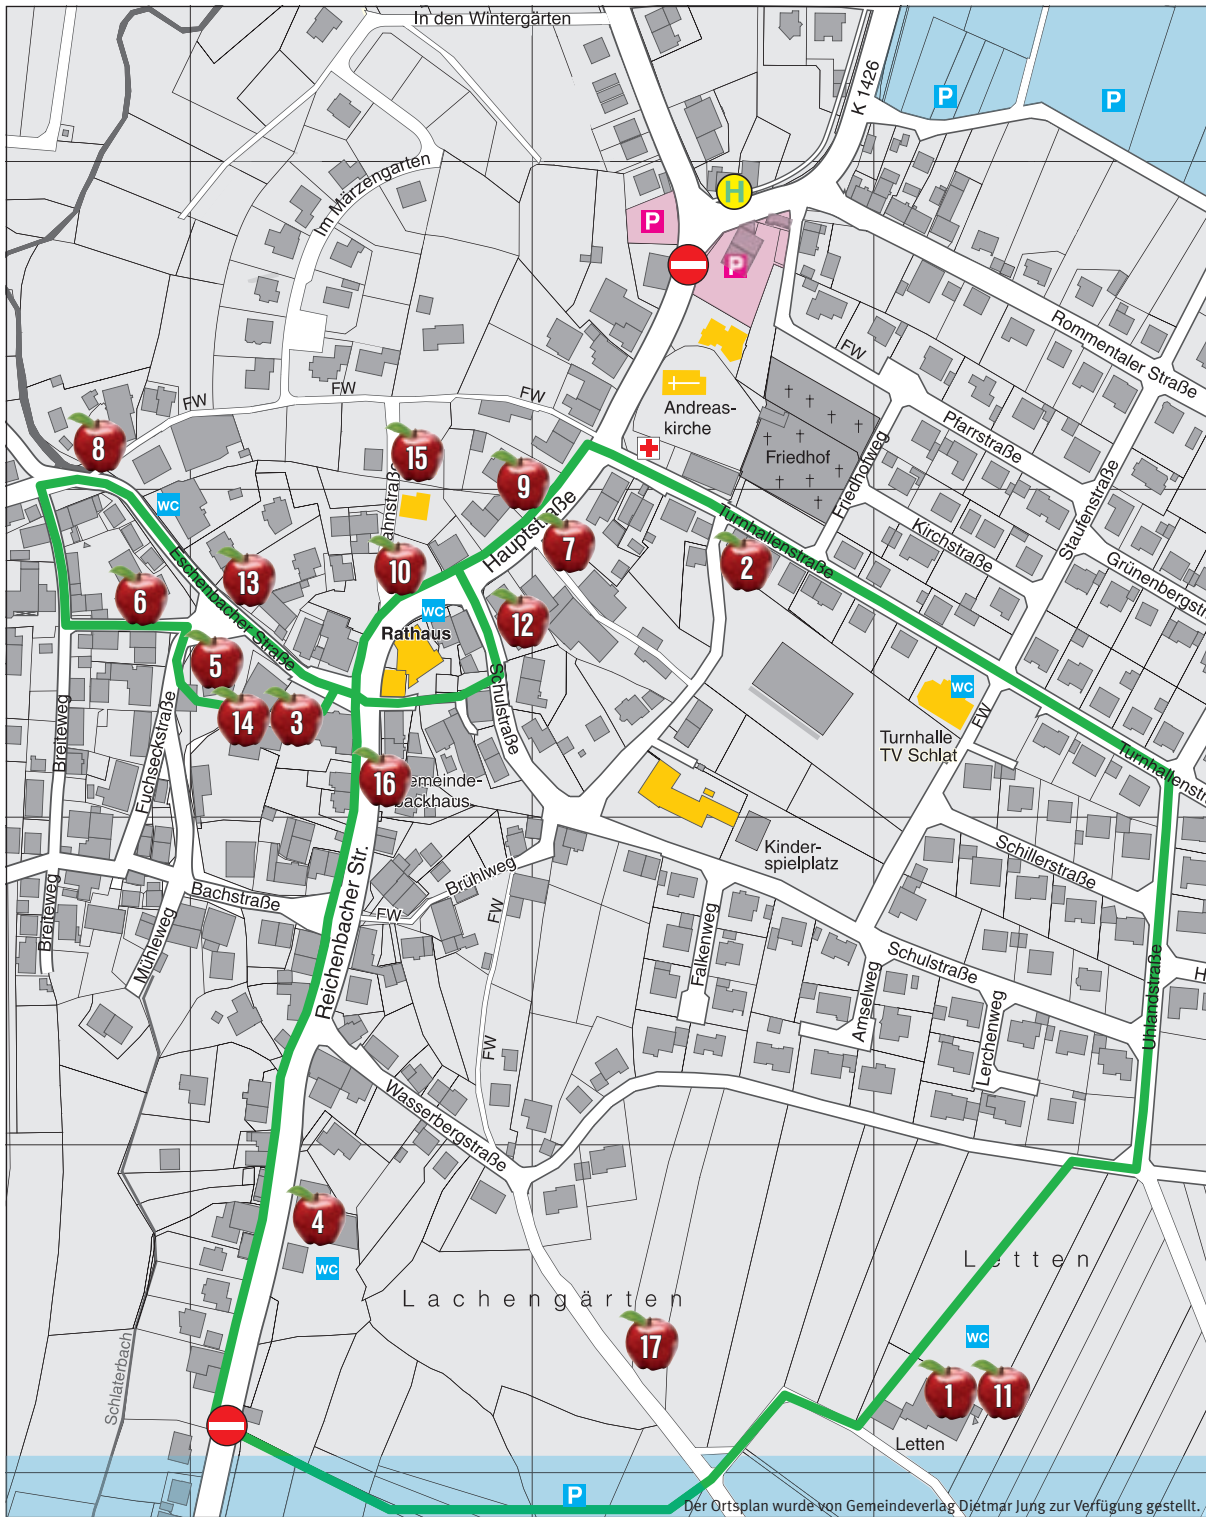 In den Wintergärten
K 1426
P
P
Im Märzengarten
H
P
P
Rommentaler Straße
FW
FW
FW
FW
Andreas-
kirche
Pfarrstraße
Friedhof
Friedhofweg
Staufenstraße
8
15
9
WC
Hauptstraße
Turnhallenstraße
Kirchstraße
Grünenbergstr
7
2
10
13
6
WC
12
Rathaus
Eschenbacher Straße
5
Schulstraße
14
3
WC
FW
Turnhalle
TV Schlat
Turnhallenstr
Breiteweg
Fuchseckstraße
16
emeinde-
backhaus
Kinder-
spielplatz
Schillerstraße
Reichenbacher Str.
Brühlweg
Bachstraße
FW
FW
Breiteweg
Mühleweg
Falkenweg
Schulstraße
Uhlandstraße
H
Amselweg
Lerchenweg
FW
Wasserbergstraße
4
WC
Letten
Lachengärten
17
WC
1
11
Schlaterbach
Letten
P
Der Ortsplan wurde von Gemeindeverlag Dietmar Jung zur Verfügung gestellt.